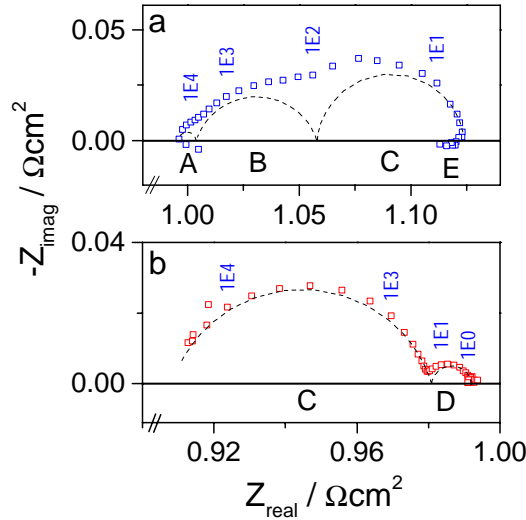 a
0.05
0.00
1E4
1E3
1E2
1E1
A
B
C
E
1.00
1.05
1.10
-Z_imag / Ωcm²
b
0.04
0.00
1E4
1E3
1E1
1E0
C
D
0.92
0.96
1.00
Z_real / Ωcm²